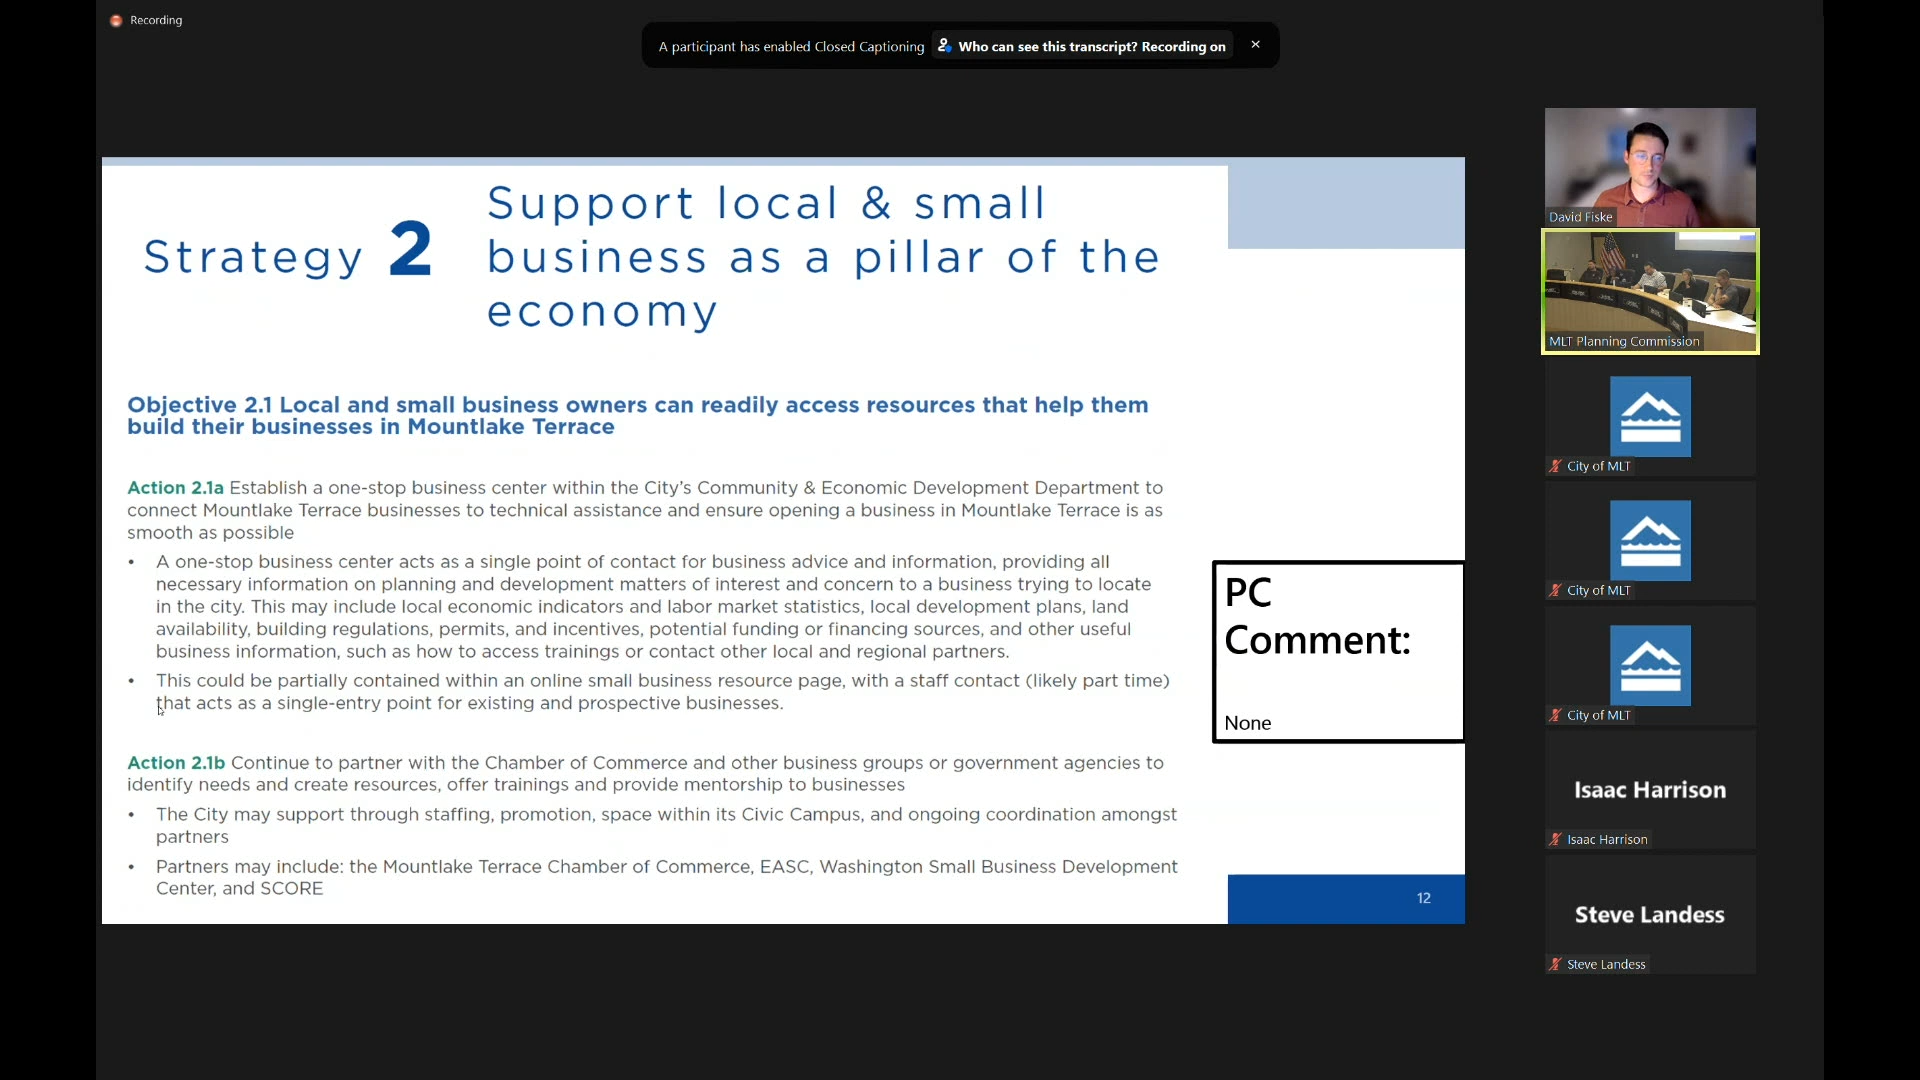 Recording
A participant has enabled Closed Captioning Who can see this transcript? Recording on
Strategy 2
Support local & small
business as a pillar of the
economy
Objective 2.1 Local and small business owners can readily access resources that help them
build their businesses in Mountlake Terrace
Action 2.1a Establish a one-stop business center within the City's Community & Economic Development Department to
connect Mountlake Terrace businesses to technical assistance and ensure opening a business in Mountlake Terrace is as
smooth as possible
• A one-stop business center acts as a single point of contact for business advice and information, providing all
necessary information on planning and development matters of interest and concern to a business trying to locate
in the city. This may include local economic indicators and labor market statistics, local development plans, land
availability, building regulations, permits, and incentives, potential funding or financing sources, and other useful
business information, such as how to access trainings or contact other local and regional partners.
• This could be partially contained within an online small business resource page, with a staff contact (likely part time)
that acts as a single-entry point for existing and prospective businesses.
Action 2.1b Continue to partner with the Chamber of Commerce and other business groups or government agencies to
identify needs and create resources, offer trainings and provide mentorship to businesses
• The City may support through staffing, promotion, space within its Civic Campus, and ongoing coordination amongst
partners
• Partners may include: the Mountlake Terrace Chamber of Commerce, EASC, Washington Small Business Development
Center, and SCORE
PC
Comment:
None
12
David Fiske
MLT Planning Commission
City of MLT
City of MLT
City of MLT
Isaac Harrison
Isaac Harrison
Steve Landess
Steve Landess